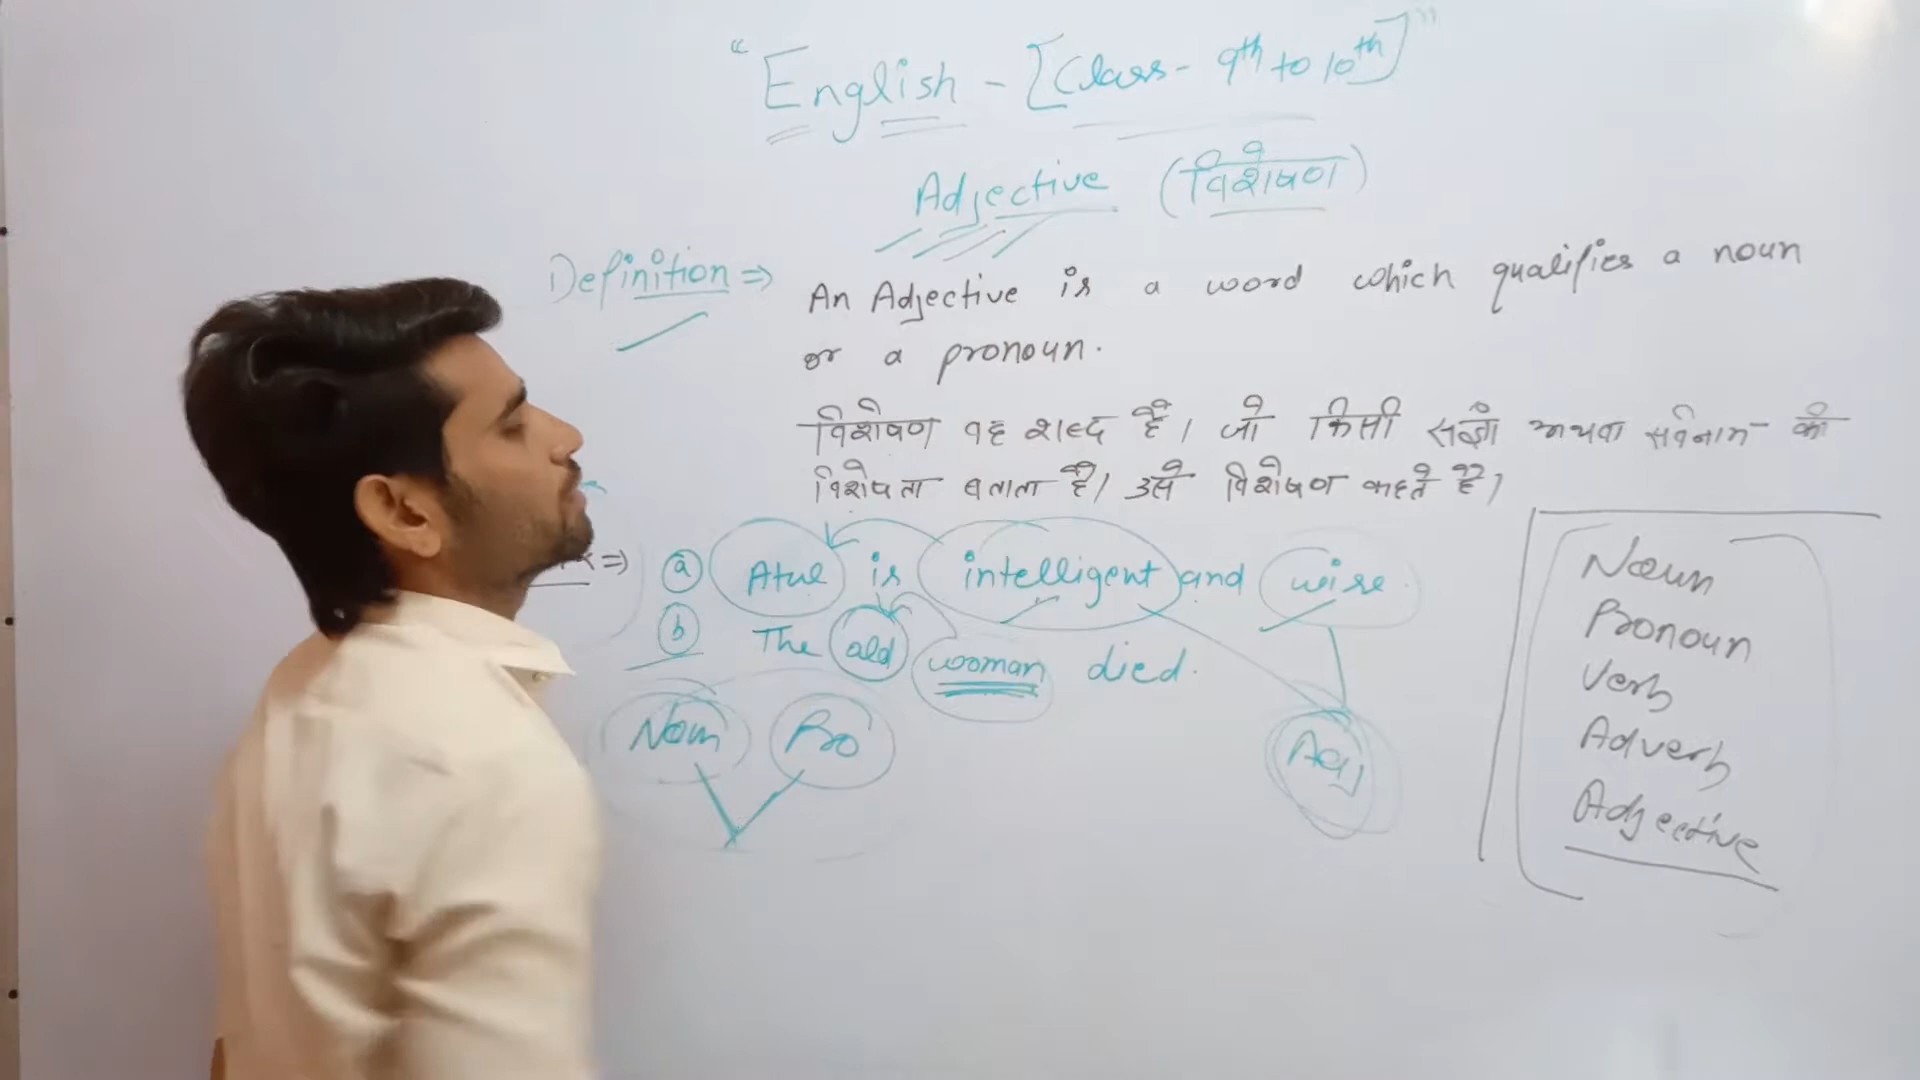 "English - [Class - 9th to 10th]"
Adjective (विशेषण)
Definition ⇒ An Adjective is a word which qualifies a noun
or a pronoun.
विशेषण वह शब्द है। जो किसी संज्ञा अथवा सर्वनाम की
विशेषता बताता है। उसे विशेषण कहते है।
(a) Atul is intelligent and wise.
(b) The old woman died.
Noun Pro
Adj
Noun
Pronoun
Verb
Adverb
Adjective